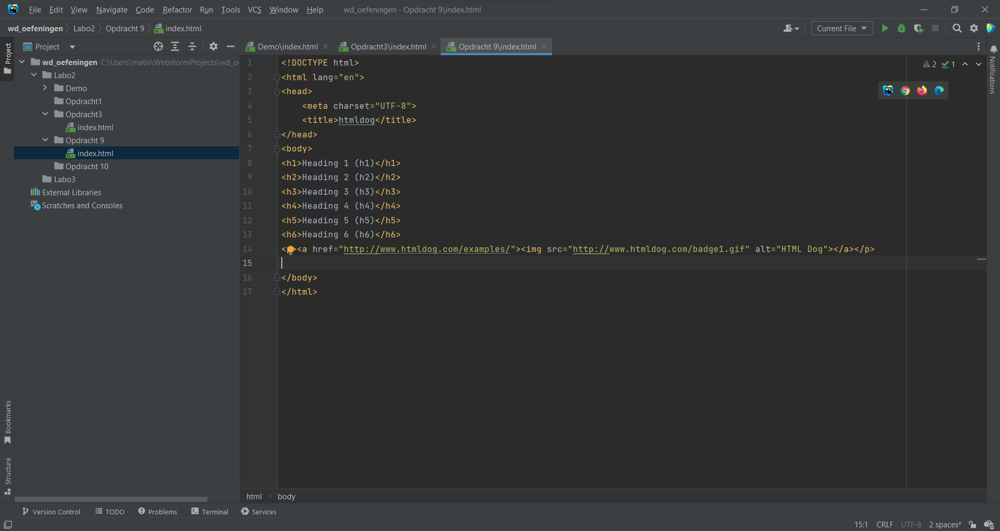 WS File Edit View Navigate Code Refactor Run Tools VCS Window Help wd_oefeningen - Opdracht 9\index.html
wd_oefeningen Labo2 Opdracht 9 index.html Current File
Project Project Demo\index.html Opdracht3\index.html Opdracht 9\index.html
Notifications
wd_oefeningen C:\Users\matis\WebstormProjects\wd_oe
Labo2
Demo
Opdracht1
Opdracht3
index.html
Opdracht 9
index.html
Opdracht 10
Labo3
External Libraries
Scratches and Consoles
2 1
WS
1 <!DOCTYPE html>
2 <html lang="en">
3 <head>
4 <meta charset="UTF-8">
5 <title>htmldog</title>
6 </head>
7 <body>
8 <h1>Heading 1 (h1)</h1>
9 <h2>Heading 2 (h2)</h2>
10 <h3>Heading 3 (h3)</h3>
11 <h4>Heading 4 (h4)</h4>
12 <h5>Heading 5 (h5)</h5>
13 <h6>Heading 6 (h6)</h6>
14 < ><a href="http://www.htmldog.com/examples/"><img src="http://www.htmldog.com/badge1.gif" alt="HTML Dog"></a></p>
15
16 </body>
17 </html>
Bookmarks
Structure
html body
Version Control TODO Problems Terminal Services
15:1 CRLF UTF-8 2 spaces*